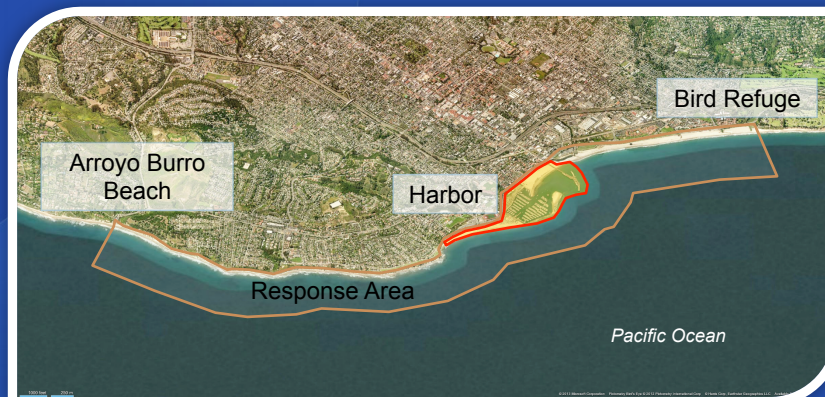 Bird Refuge
Arroyo Burro
Beach
Harbor
Response Area
Pacific Ocean